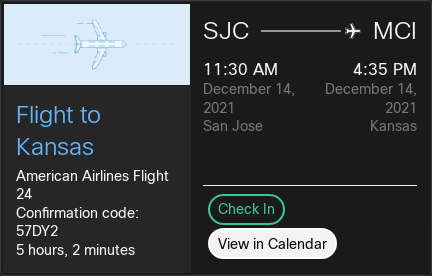 Flight to
Kansas
American Airlines Flight
24
Confirmation code:
57DY2
5 hours, 2 minutes
SJC MCI
11:30 AM 4:35 PM
December 14, December 14,
2021 2021
San Jose Kansas
Check In
View in Calendar